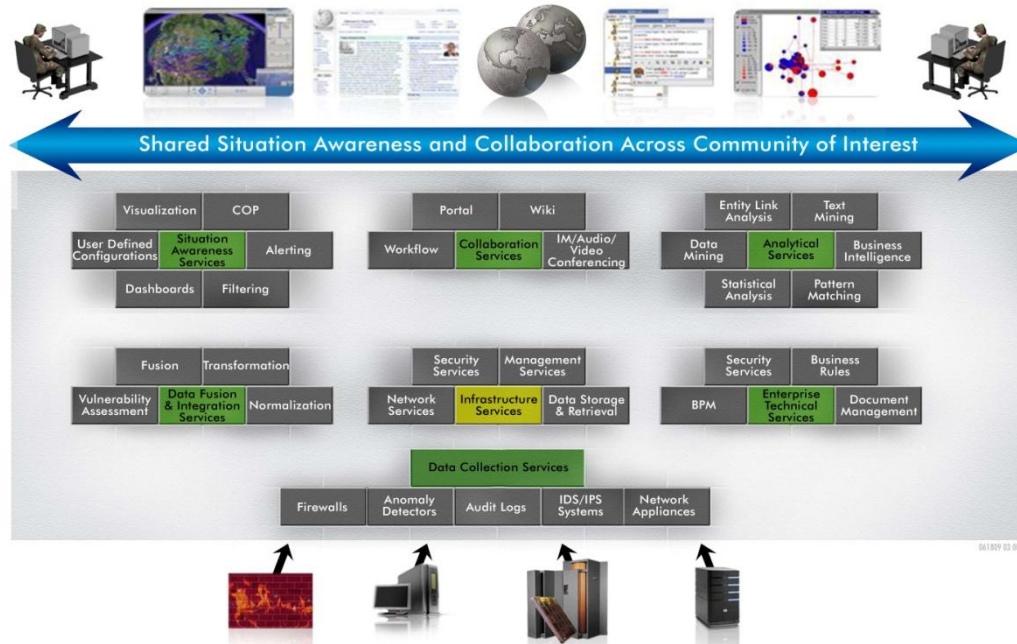 Shared Situation Awareness and Collaboration Across Community of Interest
Visualization
COP
User Defined
Configurations
Situation
Awareness
Services
Alerting
Dashboards
Filtering
Portal
Wiki
Workflow
Collaboration
Services
IM/Audio/
Video
Conferencing
Entity Link
Analysis
Text
Mining
Data
Mining
Analytical
Services
Business
Intelligence
Statistical
Analysis
Pattern
Matching
Fusion
Transformation
Vulnerability
Assessment
Data Fusion
& Integration
Services
Normalization
Security
Services
Management
Services
Network
Services
Infrastructure
Services
Data Storage
& Retrieval
Security
Services
Business
Rules
BPM
Enterprise
Technical
Services
Document
Management
Data Collection Services
Firewalls
Anomaly
Detectors
Audit Logs
IDS/IPS
Systems
Network
Appliances